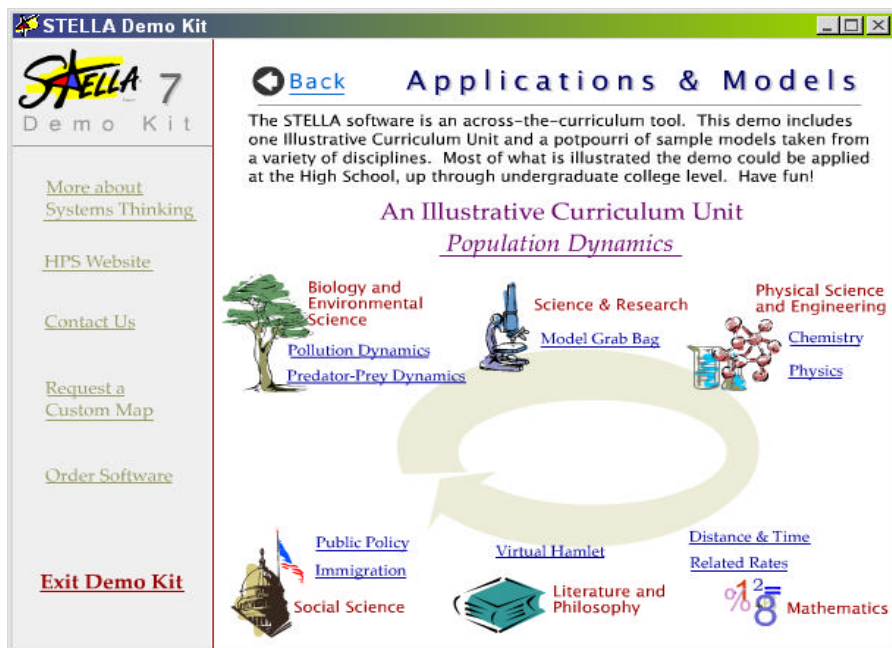 STELLA Demo Kit
STELLA 7
Demo Kit
More about
Systems Thinking
HPS Website
Contact Us
Request a
Custom Map
Order Software
Exit Demo Kit
Back
Applications & Models
The STELLA software is an across-the-curriculum tool. This demo includes
one Illustrative Curriculum Unit and a potpourri of sample models taken from
a variety of disciplines. Most of what is illustrated the demo could be applied
at the High School, up through undergraduate college level. Have fun!
An Illustrative Curriculum Unit
Population Dynamics
Biology and
Environmental
Science
Pollution Dynamics
Predator-Prey Dynamics
Science & Research
Model Grab Bag
Physical Science
and Engineering
Chemistry
Physics
Public Policy
Immigration
Social Science
Virtual Hamlet
Literature and
Philosophy
Distance & Time
Related Rates
%12=8
Mathematics